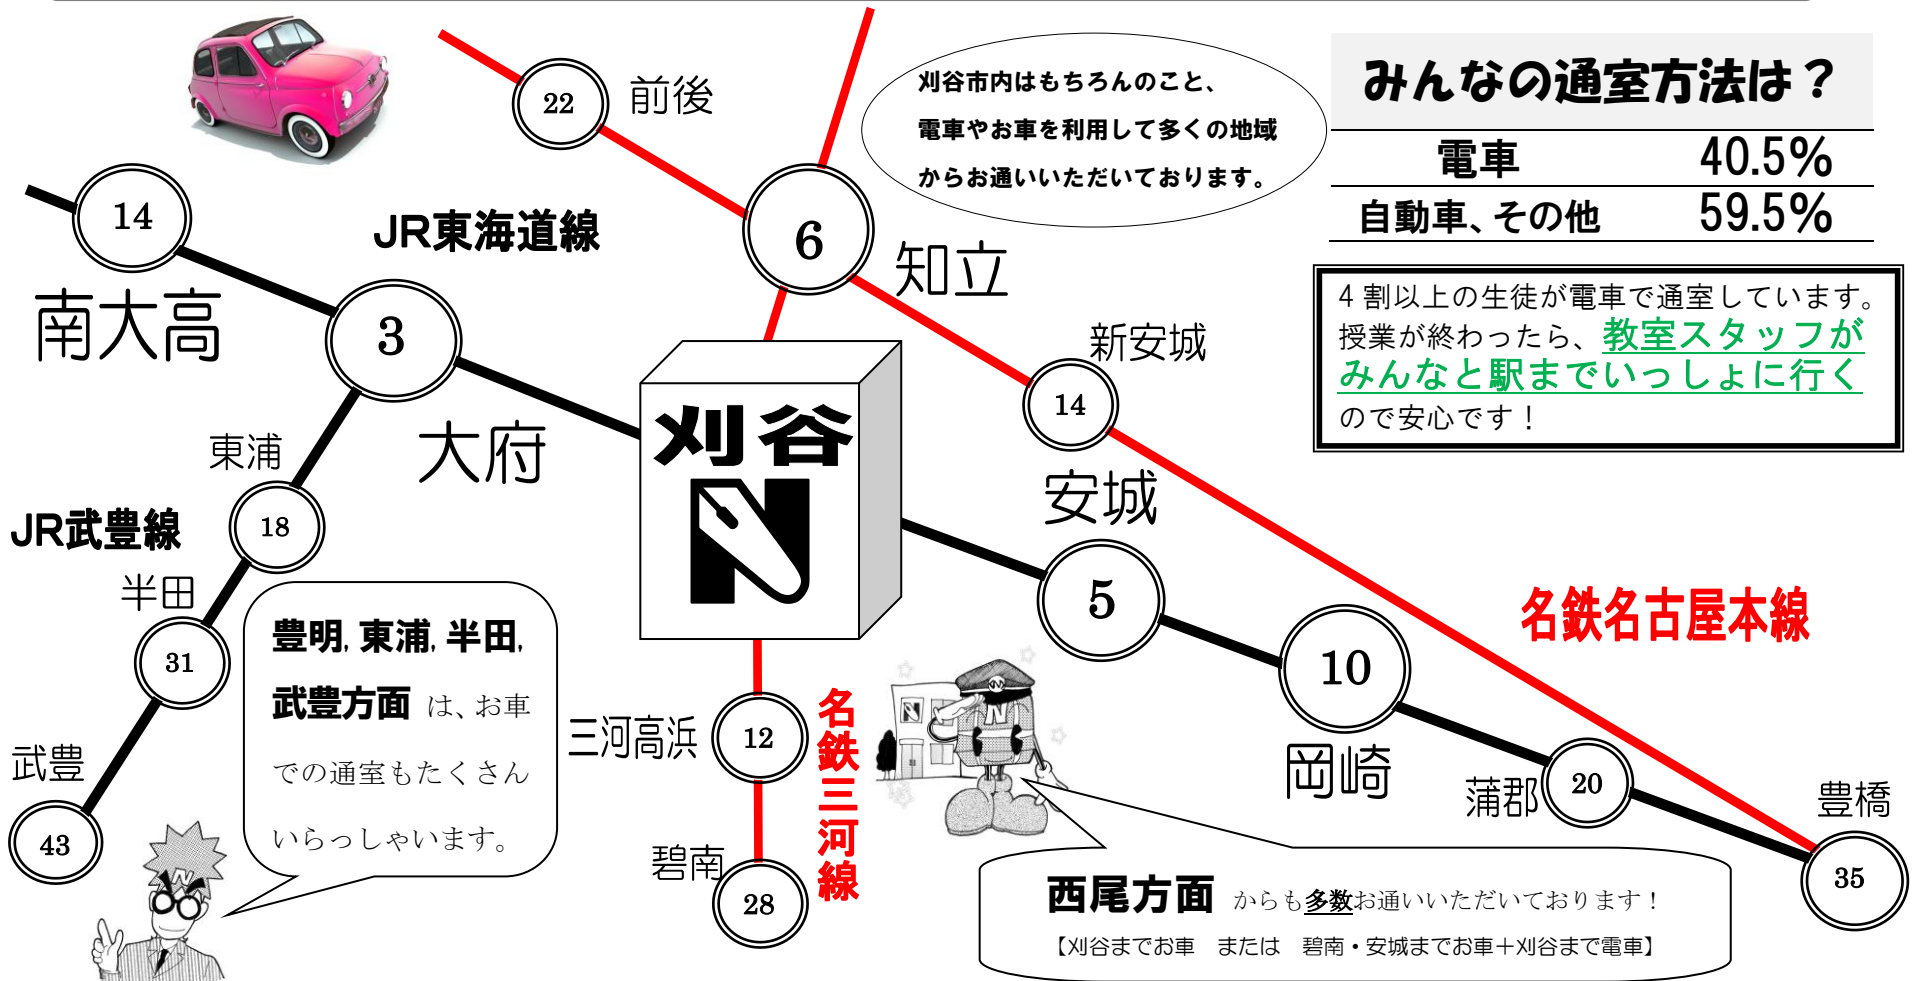 22
前後
刈谷市内はもちろんのこと、
電車やお車を利用して多くの地域
からお通いいただいております。
みんなの通室方法は？
電車 40.5%
自動車、その他 59.5%
14
南大高
JR東海道線
6
知立
3
大府
4割以上の生徒が電車で通室しています。
授業が終わったら、教室スタッフが
みんなと駅までいっしょに行く
ので安心です！
新安城
14
刈谷
N
東浦
18
JR武豊線
安城
5
半田
31
豊明, 東浦, 半田,
武豊方面 は、お車
での通室もたくさん
いらっしゃいます。
名鉄名古屋本線
10
岡崎
三河高浜
12
名鉄三河線
N
N
武豊
43
蒲郡
20
豊橋
35
碧南
28
N
西尾方面 からも多数お通いいただいております！
【刈谷までお車 または 碧南・安城までお車＋刈谷まで電車】